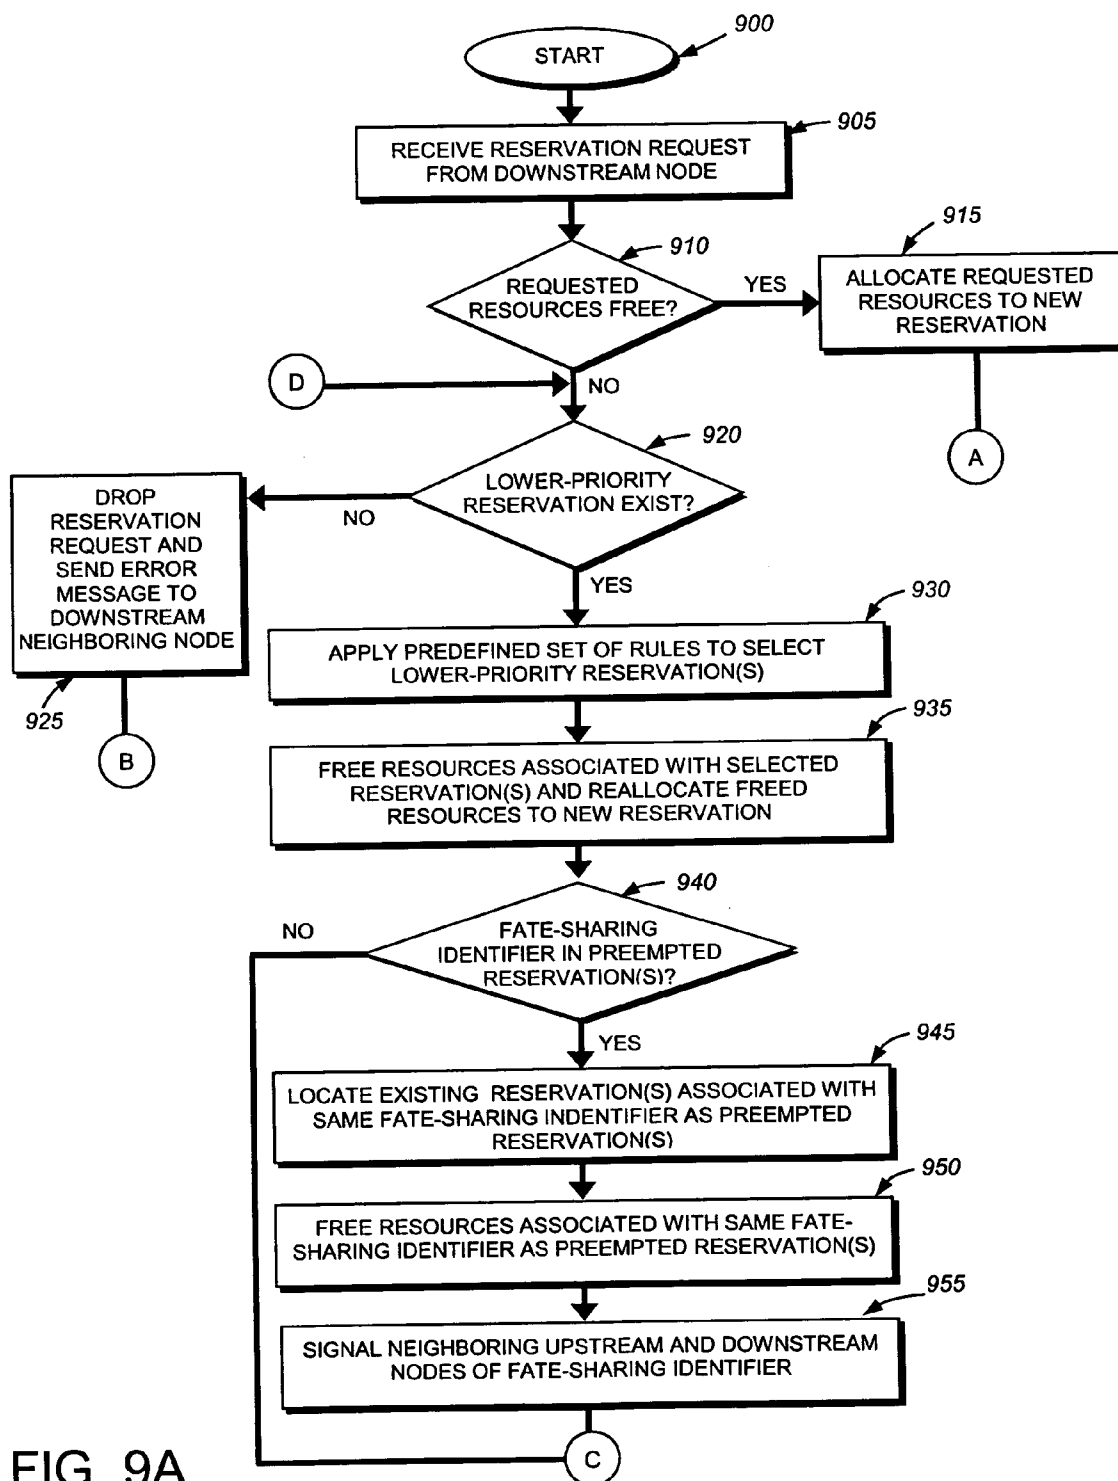 900
START
905
RECEIVE RESERVATION REQUEST
FROM DOWNSTREAM NODE
910
REQUESTED
RESOURCES FREE?
YES
915
ALLOCATE REQUESTED
RESOURCES TO NEW
RESERVATION
A
D
NO
920
LOWER-PRIORITY
RESERVATION EXIST?
NO
DROP
RESERVATION
REQUEST AND
SEND ERROR
MESSAGE TO
DOWNSTREAM
NEIGHBORING NODE
925
B
YES
930
APPLY PREDEFINED SET OF RULES TO SELECT
LOWER-PRIORITY RESERVATION(S)
935
FREE RESOURCES ASSOCIATED WITH SELECTED
RESERVATION(S) AND REALLOCATE FREED
RESOURCES TO NEW RESERVATION
940
NO
FATE-SHARING
IDENTIFIER IN PREEMPTED
RESERVATION(S)?
YES
945
LOCATE EXISTING RESERVATION(S) ASSOCIATED WITH
SAME FATE-SHARING INDENTIFIER AS PREEMPTED
RESERVATION(S)
950
FREE RESOURCES ASSOCIATED WITH SAME FATE-
SHARING IDENTIFIER AS PREEMPTED RESERVATION(S)
955
SIGNAL NEIGHBORING UPSTREAM AND DOWNSTREAM
NODES OF FATE-SHARING IDENTIFIER
C
FIG. 9A